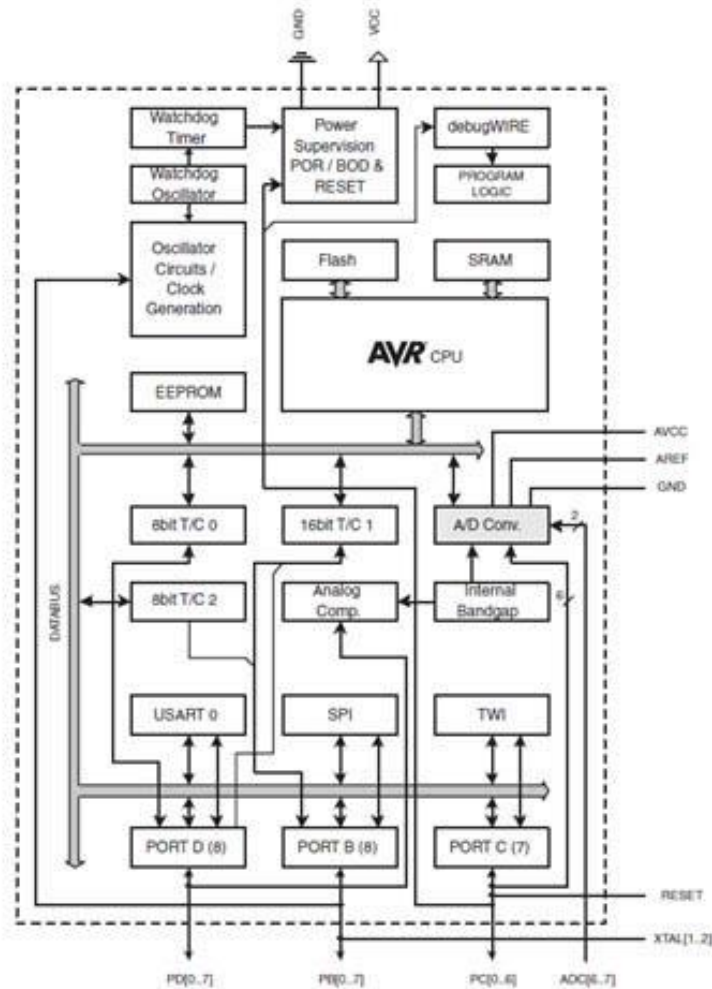 GND
VCC
Watchdog
Timer
Power
Supervision
POR / BOD &
RESET
debugWIRE
Watchdog
Oscillator
PROGRAM
LOGIC
Oscillator
Circuits /
Clock
Generation
Flash
SRAM
AVR CPU
EEPROM
AVCC
AREF
GND
8bit T/C 0
16bit T/C 1
A/D Conv.
2
DATABUS
8bit T/C 2
Analog
Comp.
Internal
Bandgap
6
USART 0
SPI
TWI
PORT D (8)
PORT B (8)
PORT C (7)
RESET
XTAL[1..2]
PD[0..7]
PB[0..7]
PC[0..6]
ADC[6..7]